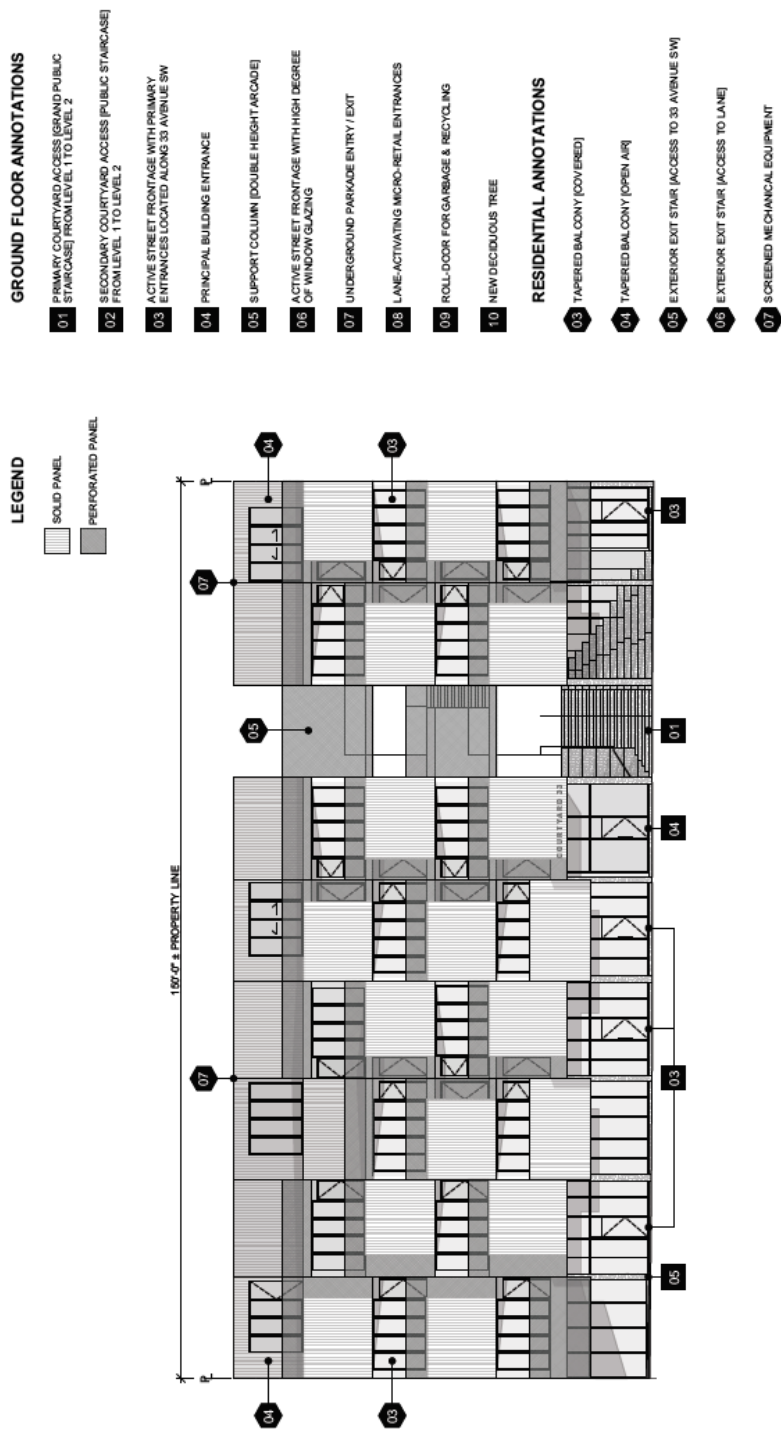 LEGEND
SOLID PANEL
PERFORATED PANEL
GROUND FLOOR ANNOTATIONS
01 PRIMARY COURTYARD ACCESS [GRAND PUBLIC
STAIRCASE] FROM LEVEL 1 TO LEVEL 2
02 SECONDARY COURTYARD ACCESS [PUBLIC STAIRCASE]
FROM LEVEL 1 TO LEVEL 2
03 ACTIVE STREET FRONTAGE WITH PRIMARY
ENTRANCES LOCATED ALONG 33 AVENUE SW
04 PRINCIPAL BUILDING ENTRANCE
05 SUPPORT COLUMN [DOUBLE HEIGHT ARCADE]
06 ACTIVE STREET FRONTAGE WITH HIGH DEGREE
OF WINDOW GLAZING
07 UNDERGROUND PARKADE ENTRY / EXIT
08 LANE-ACTIVATING MICRO-RETAIL ENTRANCES
09 ROLL-DOOR FOR GARBAGE & RECYCLING
10 NEW DECIDUOUS TREE
RESIDENTIAL ANNOTATIONS
03 TAPERED BALCONY [COVERED]
04 TAPERED BALCONY [OPEN AIR]
05 EXTERIOR EXIT STAIR [ACCESS TO 33 AVENUE SW]
06 EXTERIOR EXIT STAIR [ACCESS TO LANE]
07 SCREENED MECHANICAL EQUIPMENT
150'-0" ± PROPERTY LINE
P
P
07
07
04
05
04
03
03
COURTYARD 33
05
03
04
01
03